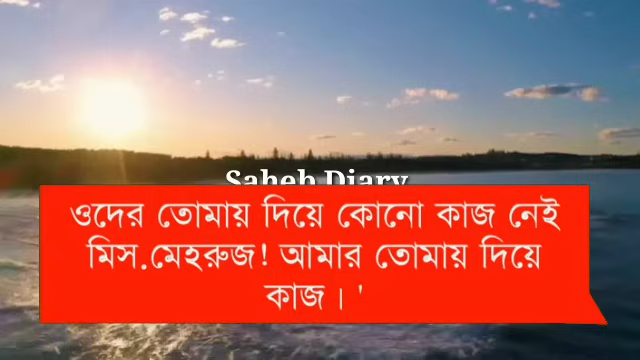 Saheb Diary
ওদের তোমায় দিয়ে কোনো কাজ নেই
মিস.মেহরুজ! আমার তোমায় দিয়ে
কাজ। '